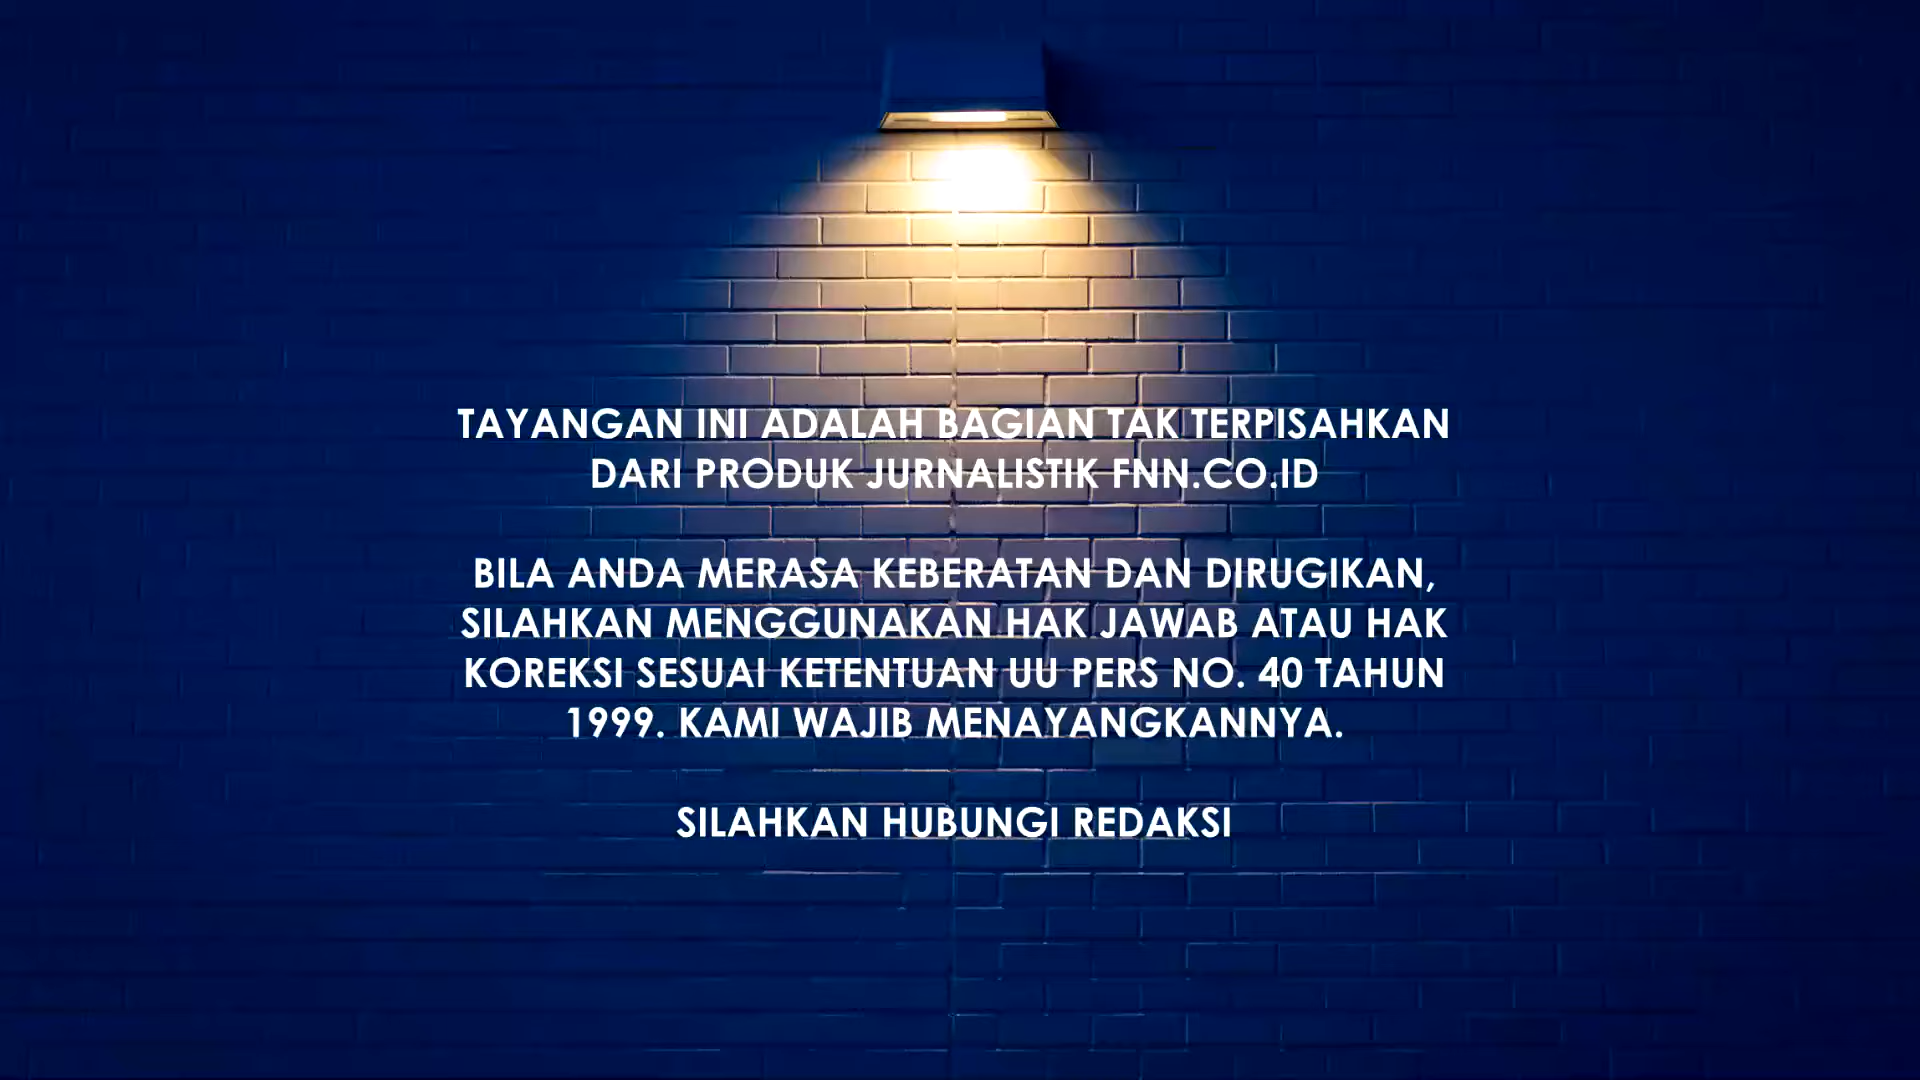 TAYANGAN INI ADALAH BAGIAN TAK TERPISAHKAN
DARI PRODUK JURNALISTIK FNN.CO.ID
BILA ANDA MERASA KEBERATAN DAN DIRUGIKAN,
SILAHKAN MENGGUNAKAN HAK JAWAB ATAU HAK
KOREKSI SESUAI KETENTUAN UU PERS NO. 40 TAHUN
1999. KAMI WAJIB MENAYANGKANNYA.
SILAHKAN HUBUNGI REDAKSI